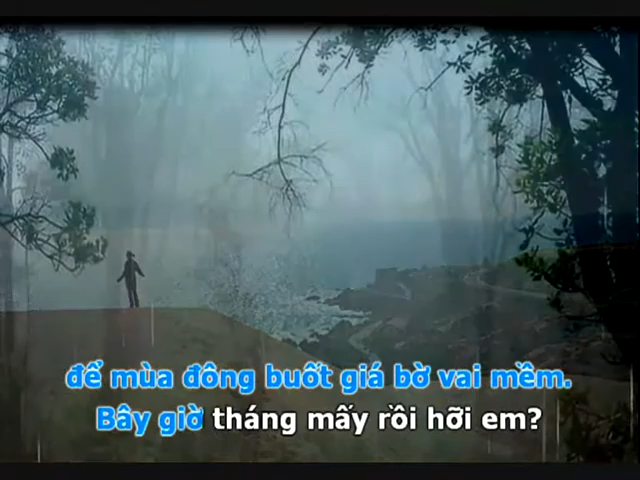 để mùa đông buốt giá bờ vai mềm.
Bây giờ tháng mấy rồi hỡi em?